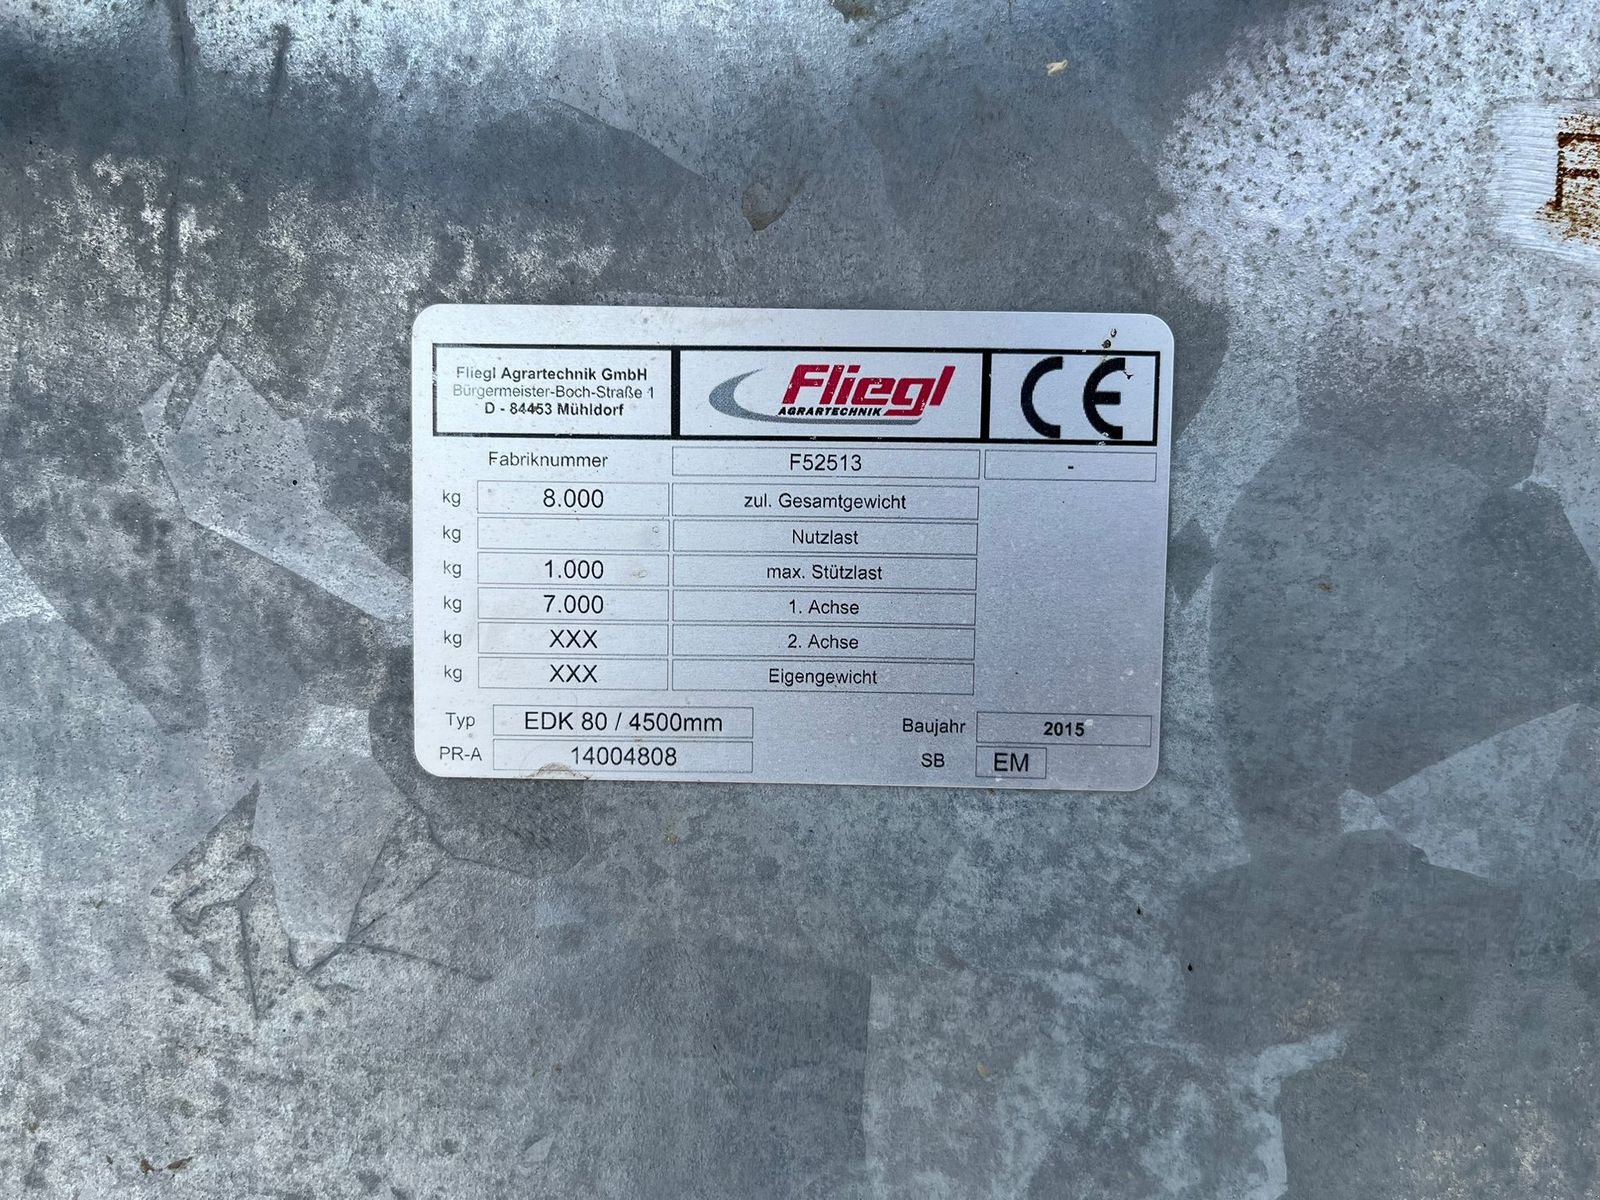 Fliegl Agrartechnik GmbH
Bürgermeister-Boch-Straße 1
D - 84453 Mühldorf
Fliegl
AGRARTECHNIK
CE
Fabriknummer F52513 -
kg 8.000 zul. Gesamtgewicht
kg Nutzlast
kg 1.000 max. Stützlast
kg 7.000 1. Achse
kg XXX 2. Achse
kg XXX Eigengewicht
Typ EDK 80 / 4500mm Baujahr 2015
PR-A 14004808 SB EM